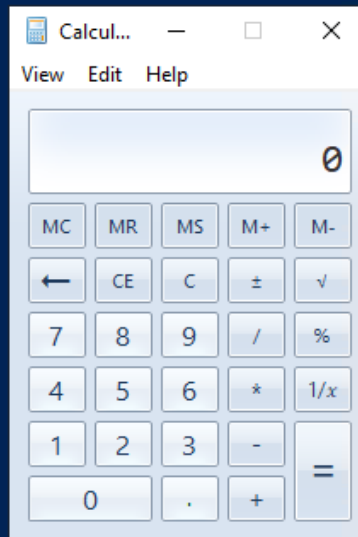 Calcul...
View Edit Help
0
MC MR MS M+ M-
← CE C ± √
7 8 9 / %
4 5 6 * 1/x
1 2 3 - =
0 . +